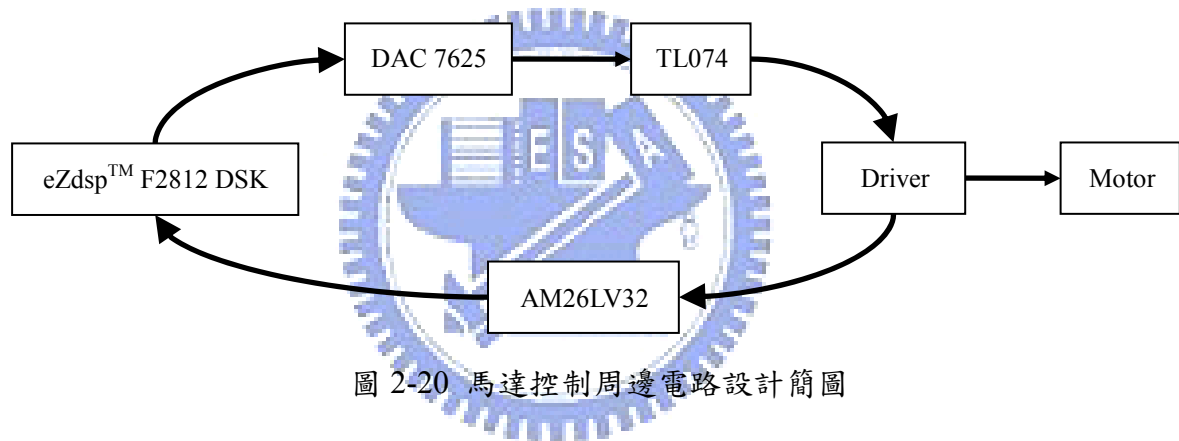 DAC 7625
TL074
eZdsp™ F2812 DSK
Driver
Motor
AM26LV32
E S A
圖 2-20 馬達控制周邊電路設計簡圖